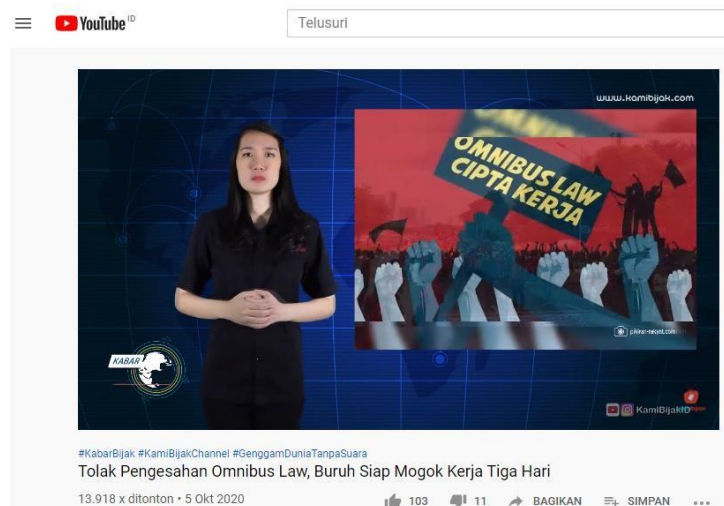 YouTube ID
Telusuri
www.kamibijak.com
OMNIBUS LAW
CIPTA KERJA
pikiran-rakyat.com
KABAR
KamiBijakID
#KabarBijak #KamiBijakChannel #GenggamDuniaTanpaSuara
Tolak Pengesahan Omnibus Law, Buruh Siap Mogok Kerja Tiga Hari
13.918 x ditonton • 5 Okt 2020
103
11
BAGIKAN
SIMPAN